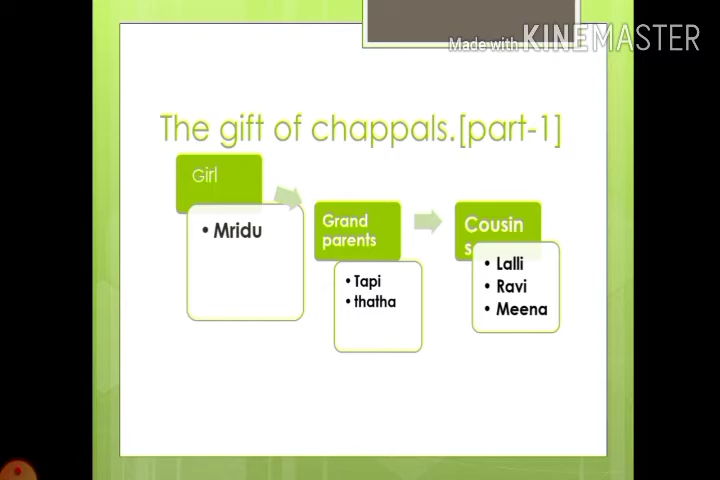 Made with KINEMASTER
The gift of chappals.[part-1]
Girl
• Mridu
Grand
parents
• Tapi
• thatha
Cousin
s
• Lalli
• Ravi
• Meena